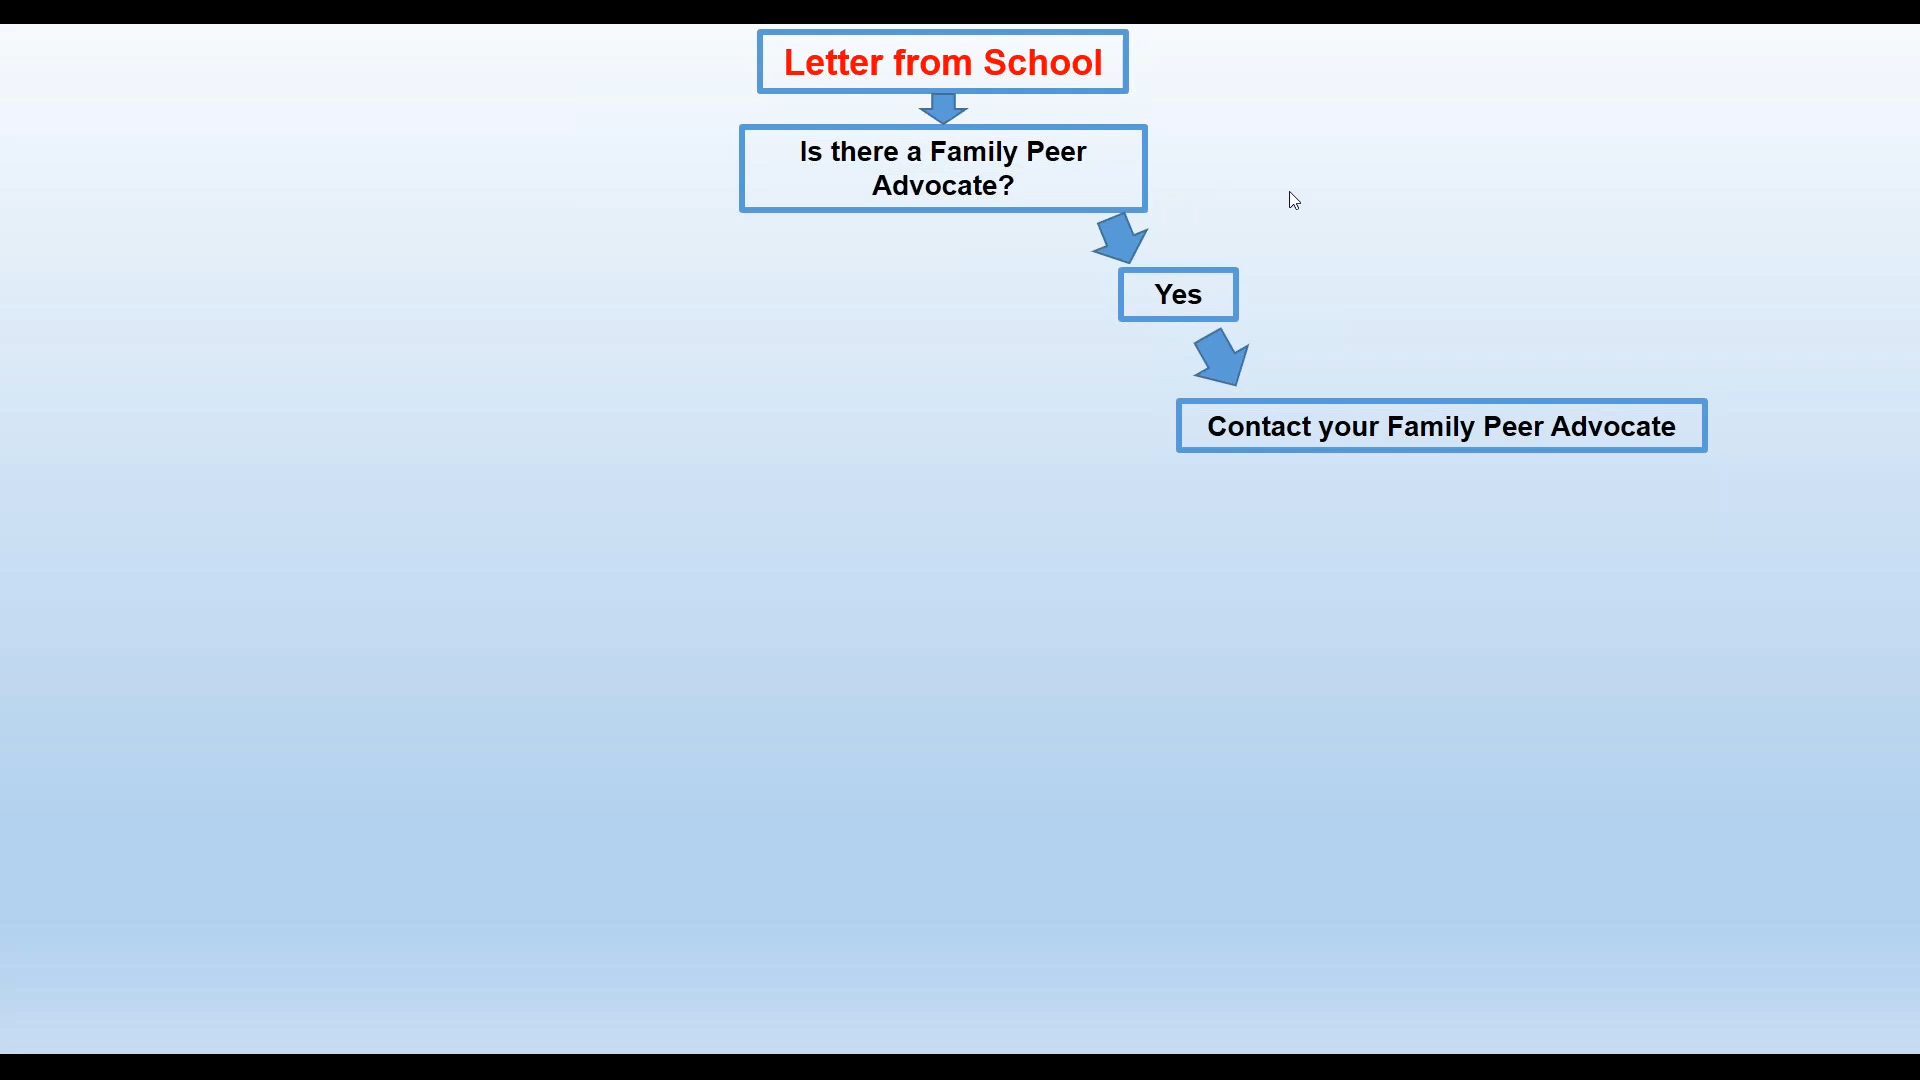 Letter from School
Is there a Family Peer
Advocate?
Yes
Contact your Family Peer Advocate